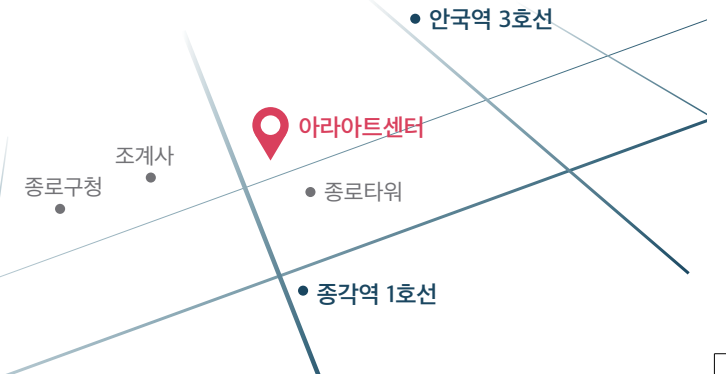 안국역 3호선
아라아트센터
조계사
종로구청
종로타워
종각역 1호선